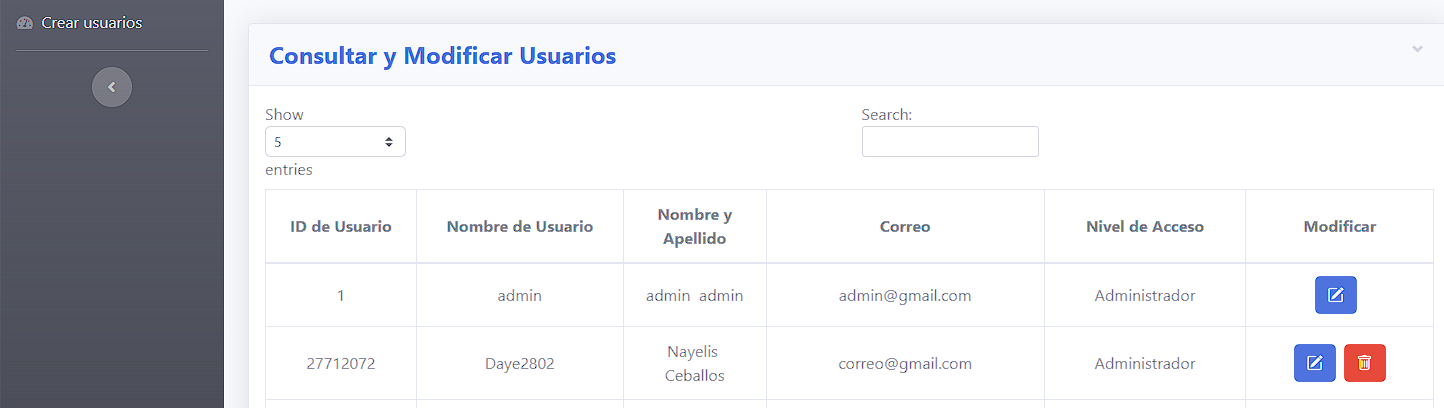 Crear usuarios
Consultar y Modificar Usuarios
Show
5
entries
Search:
ID de Usuario
Nombre de Usuario
Nombre y
Apellido
Correo
Nivel de Acceso
Modificar
1
admin
admin admin
admin@gmail.com
Administrador
27712072
Daye2802
Nayelis
Ceballos
correo@gmail.com
Administrador